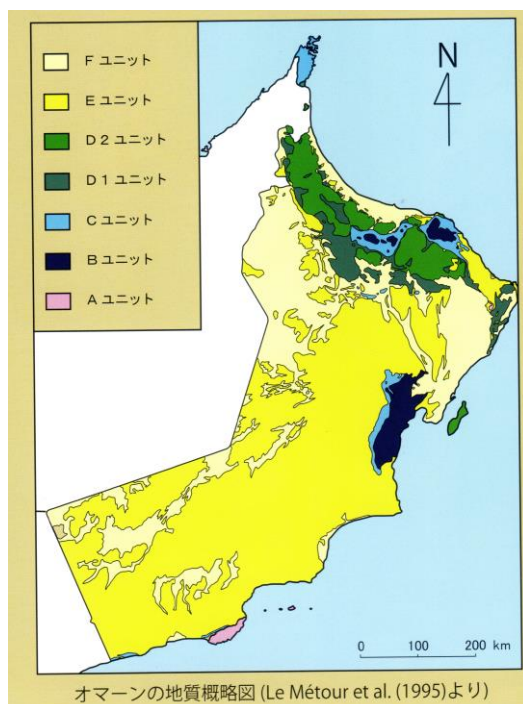 Fユニット
Eユニット
D2ユニット
D1ユニット
Cユニット
Bユニット
Aユニット
N
0 100 200 km
オマーンの地質概略図 (Le Métour et al. (1995)より)